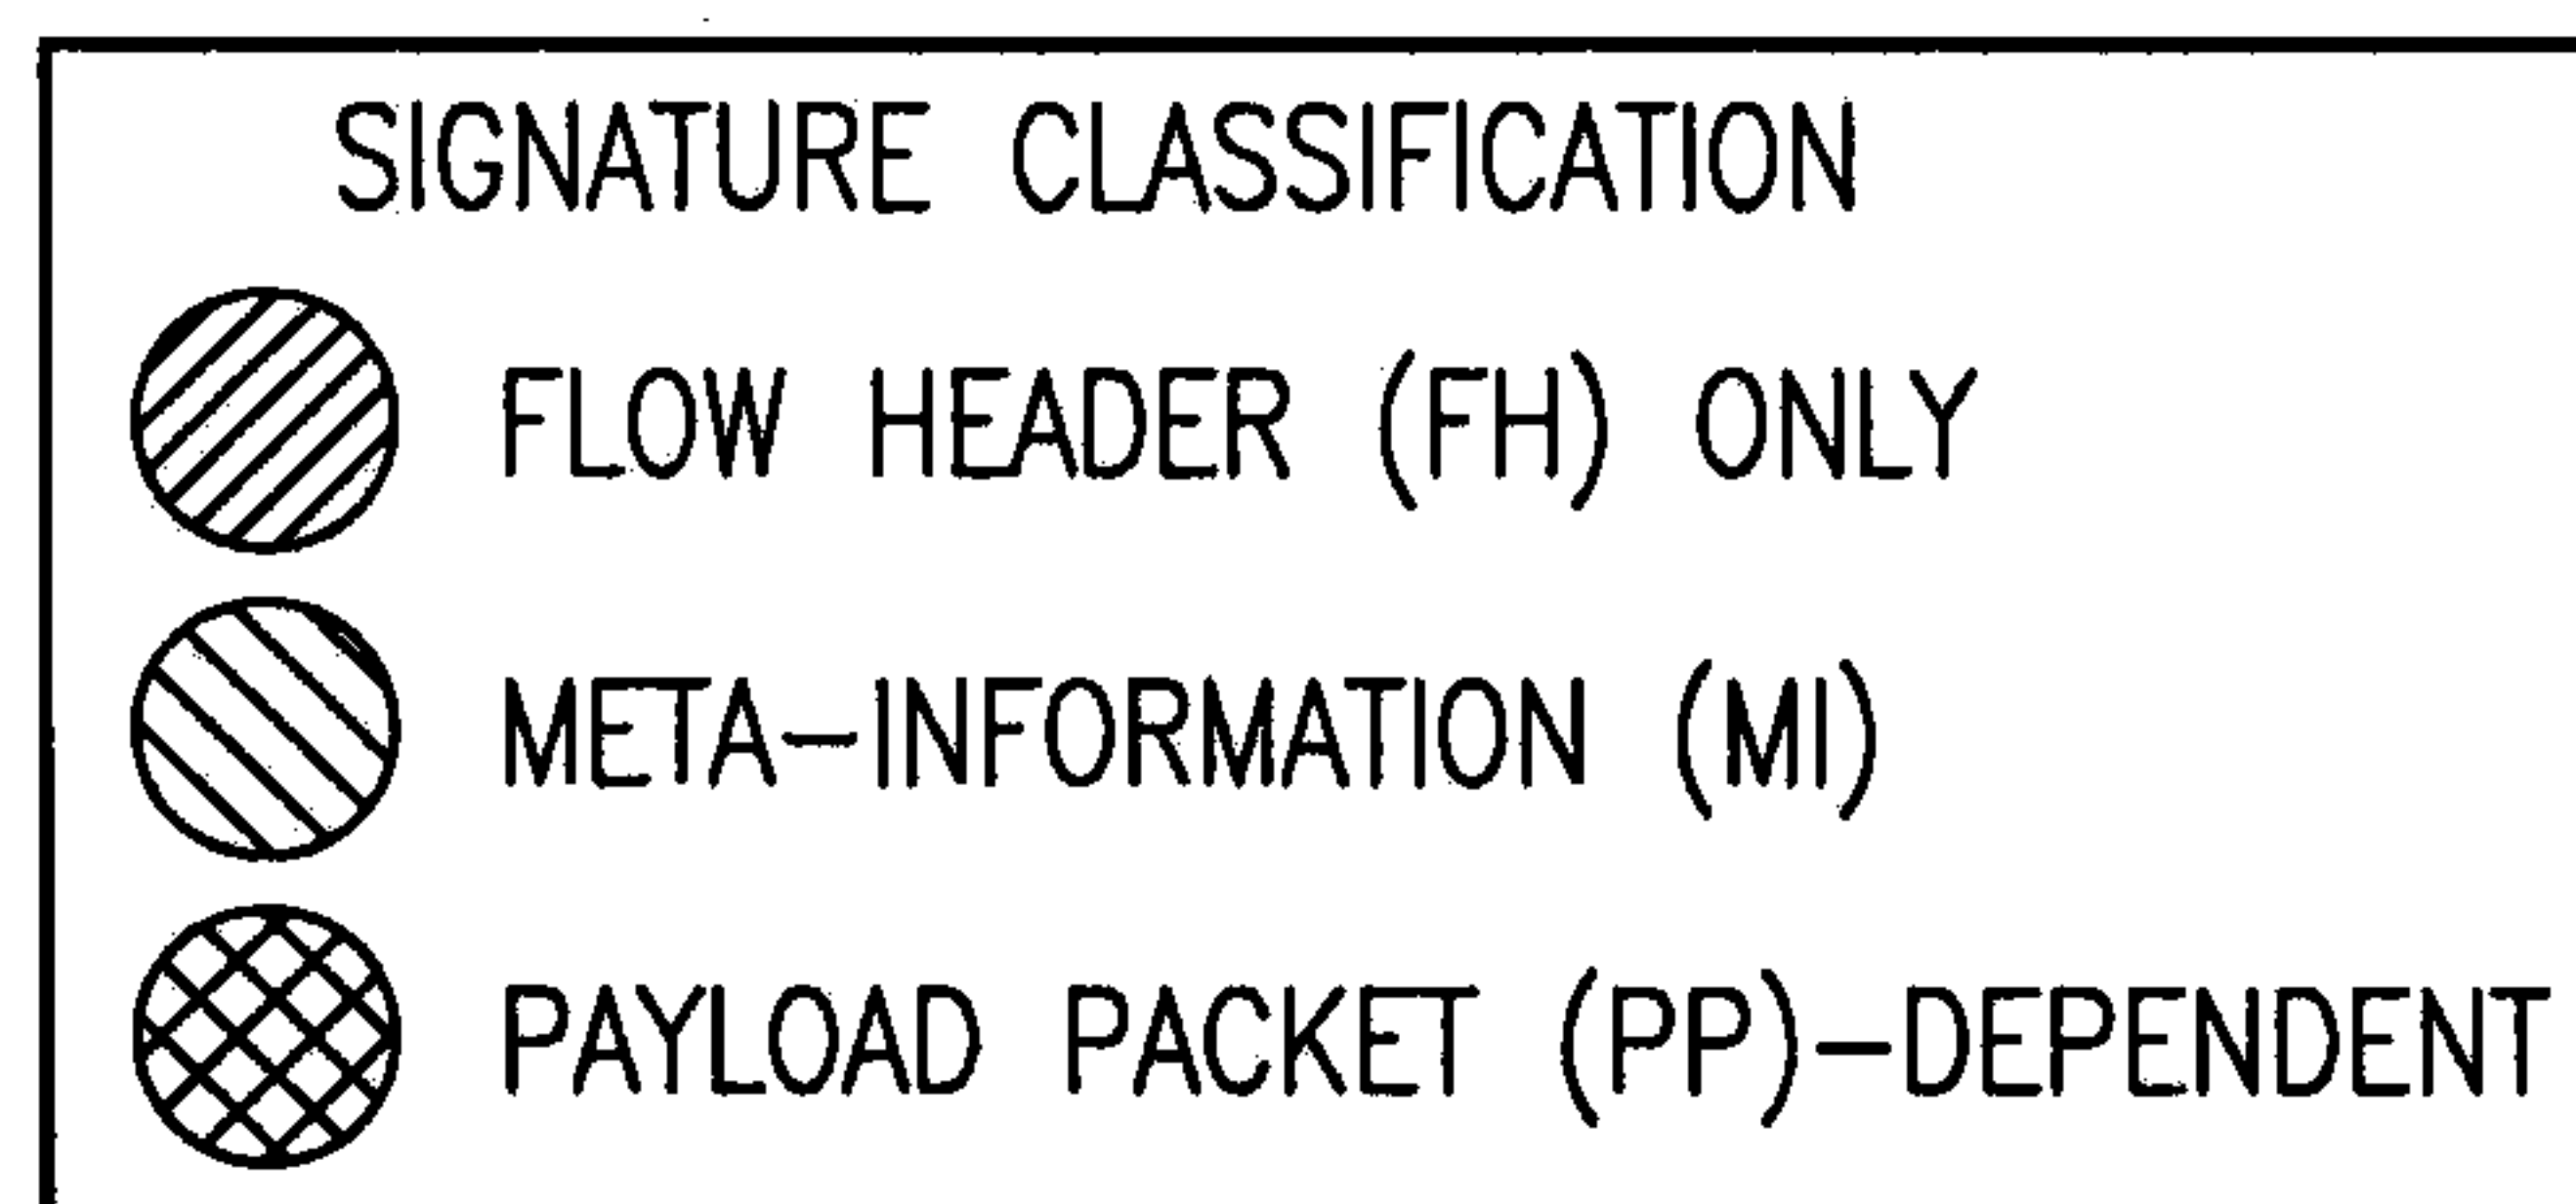 SIGNATURE CLASSIFICATION
FLOW HEADER (FH) ONLY
META-INFORMATION (MI)
PAYLOAD PACKET (PP)-DEPENDENT